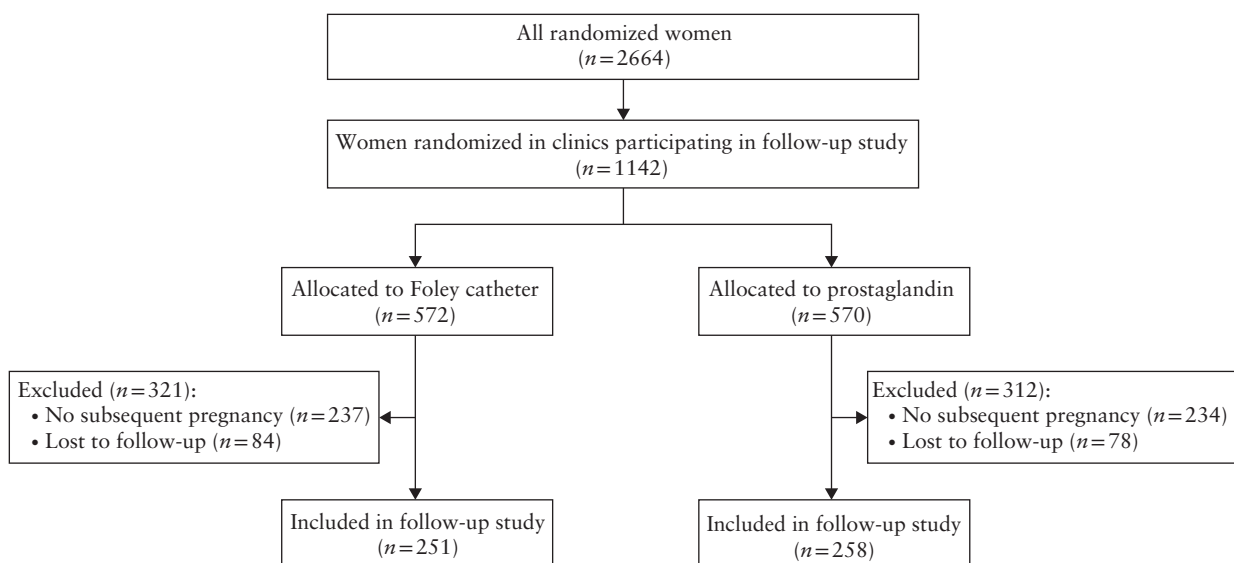 All randomized women
(n=2664)
Women randomized in clinics participating in follow-up study
(n=1142)
Allocated to Foley catheter
(n=572)
Allocated to prostaglandin
(n=570)
Excluded (n=321):
• No subsequent pregnancy (n=237)
• Lost to follow-up (n=84)
Excluded (n=312):
• No subsequent pregnancy (n=234)
• Lost to follow-up (n=78)
Included in follow-up study
(n=251)
Included in follow-up study
(n=258)